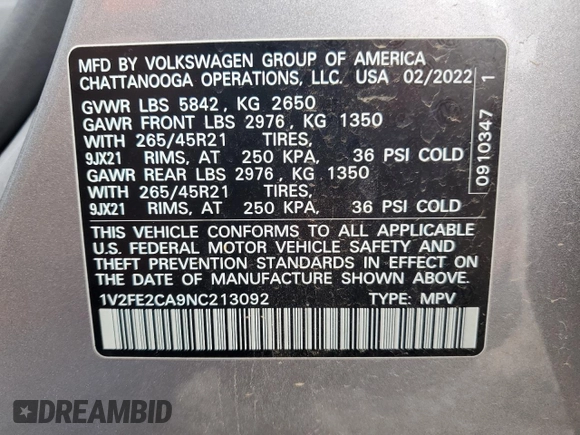 MFD BY VOLKSWAGEN GROUP OF AMERICA
CHATTANOOGA OPERATIONS, LLC. USA 02/2022
GVWR LBS 5842, KG 2650
GAWR FRONT LBS 2976, KG 1350
WITH 265/45R21 TIRES,
9JX21 RIMS, AT 250 KPA, 36 PSI COLD
GAWR REAR LBS 2976, KG 1350
WITH 265/45R21 TIRES,
9JX21 RIMS, AT 250 KPA, 36 PSI COLD
THIS VEHICLE CONFORMS TO ALL APPLICABLE
U.S. FEDERAL MOTOR VEHICLE SAFETY AND
THEFT PREVENTION STANDARDS IN EFFECT ON
THE DATE OF MANUFACTURE SHOWN ABOVE.
1V2FE2CA9NC213092 TYPE: MPV
0910347 1
DREAMBID